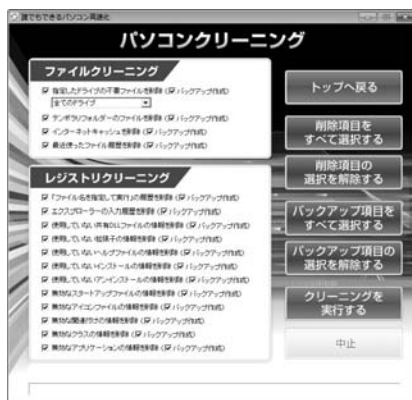 誰でもできるパソコン高速化
パソコンクリーニング
ファイルクリーニング
指定したドライブの不要ファイルを削除 (バックアップ作成)
全てのドライブ
テンポラリフォルダーのファイルを削除 (バックアップ作成)
インターネットキャッシュを削除 (バックアップ作成)
最近使ったファイル履歴を削除 (バックアップ作成)
レジストリクリーニング
「ファイル名を指定して実行」の履歴を削除 (バックアップ作成)
エクスプローラーの入力履歴を削除 (バックアップ作成)
使用していない共有DLLファイルの情報を削除 (バックアップ作成)
使用していない拡張子の情報を削除 (バックアップ作成)
使用していないヘルプファイルの情報を削除 (バックアップ作成)
使用していないインストールの情報を削除 (バックアップ作成)
使用していないアンインストールの情報を削除 (バックアップ作成)
無効なスタートアップファイルの情報を削除 (バックアップ作成)
無効なアイコンファイルの情報を削除 (バックアップ作成)
無効な関連付けの情報を削除 (バックアップ作成)
無効なクラスの情報を削除 (バックアップ作成)
無効なアプリケーションの情報を削除 (バックアップ作成)
トップへ戻る
削除項目を
すべて選択する
削除項目の
選択を解除する
バックアップ項目を
すべて選択する
バックアップ項目の
選択を解除する
クリーニングを
実行する
中止